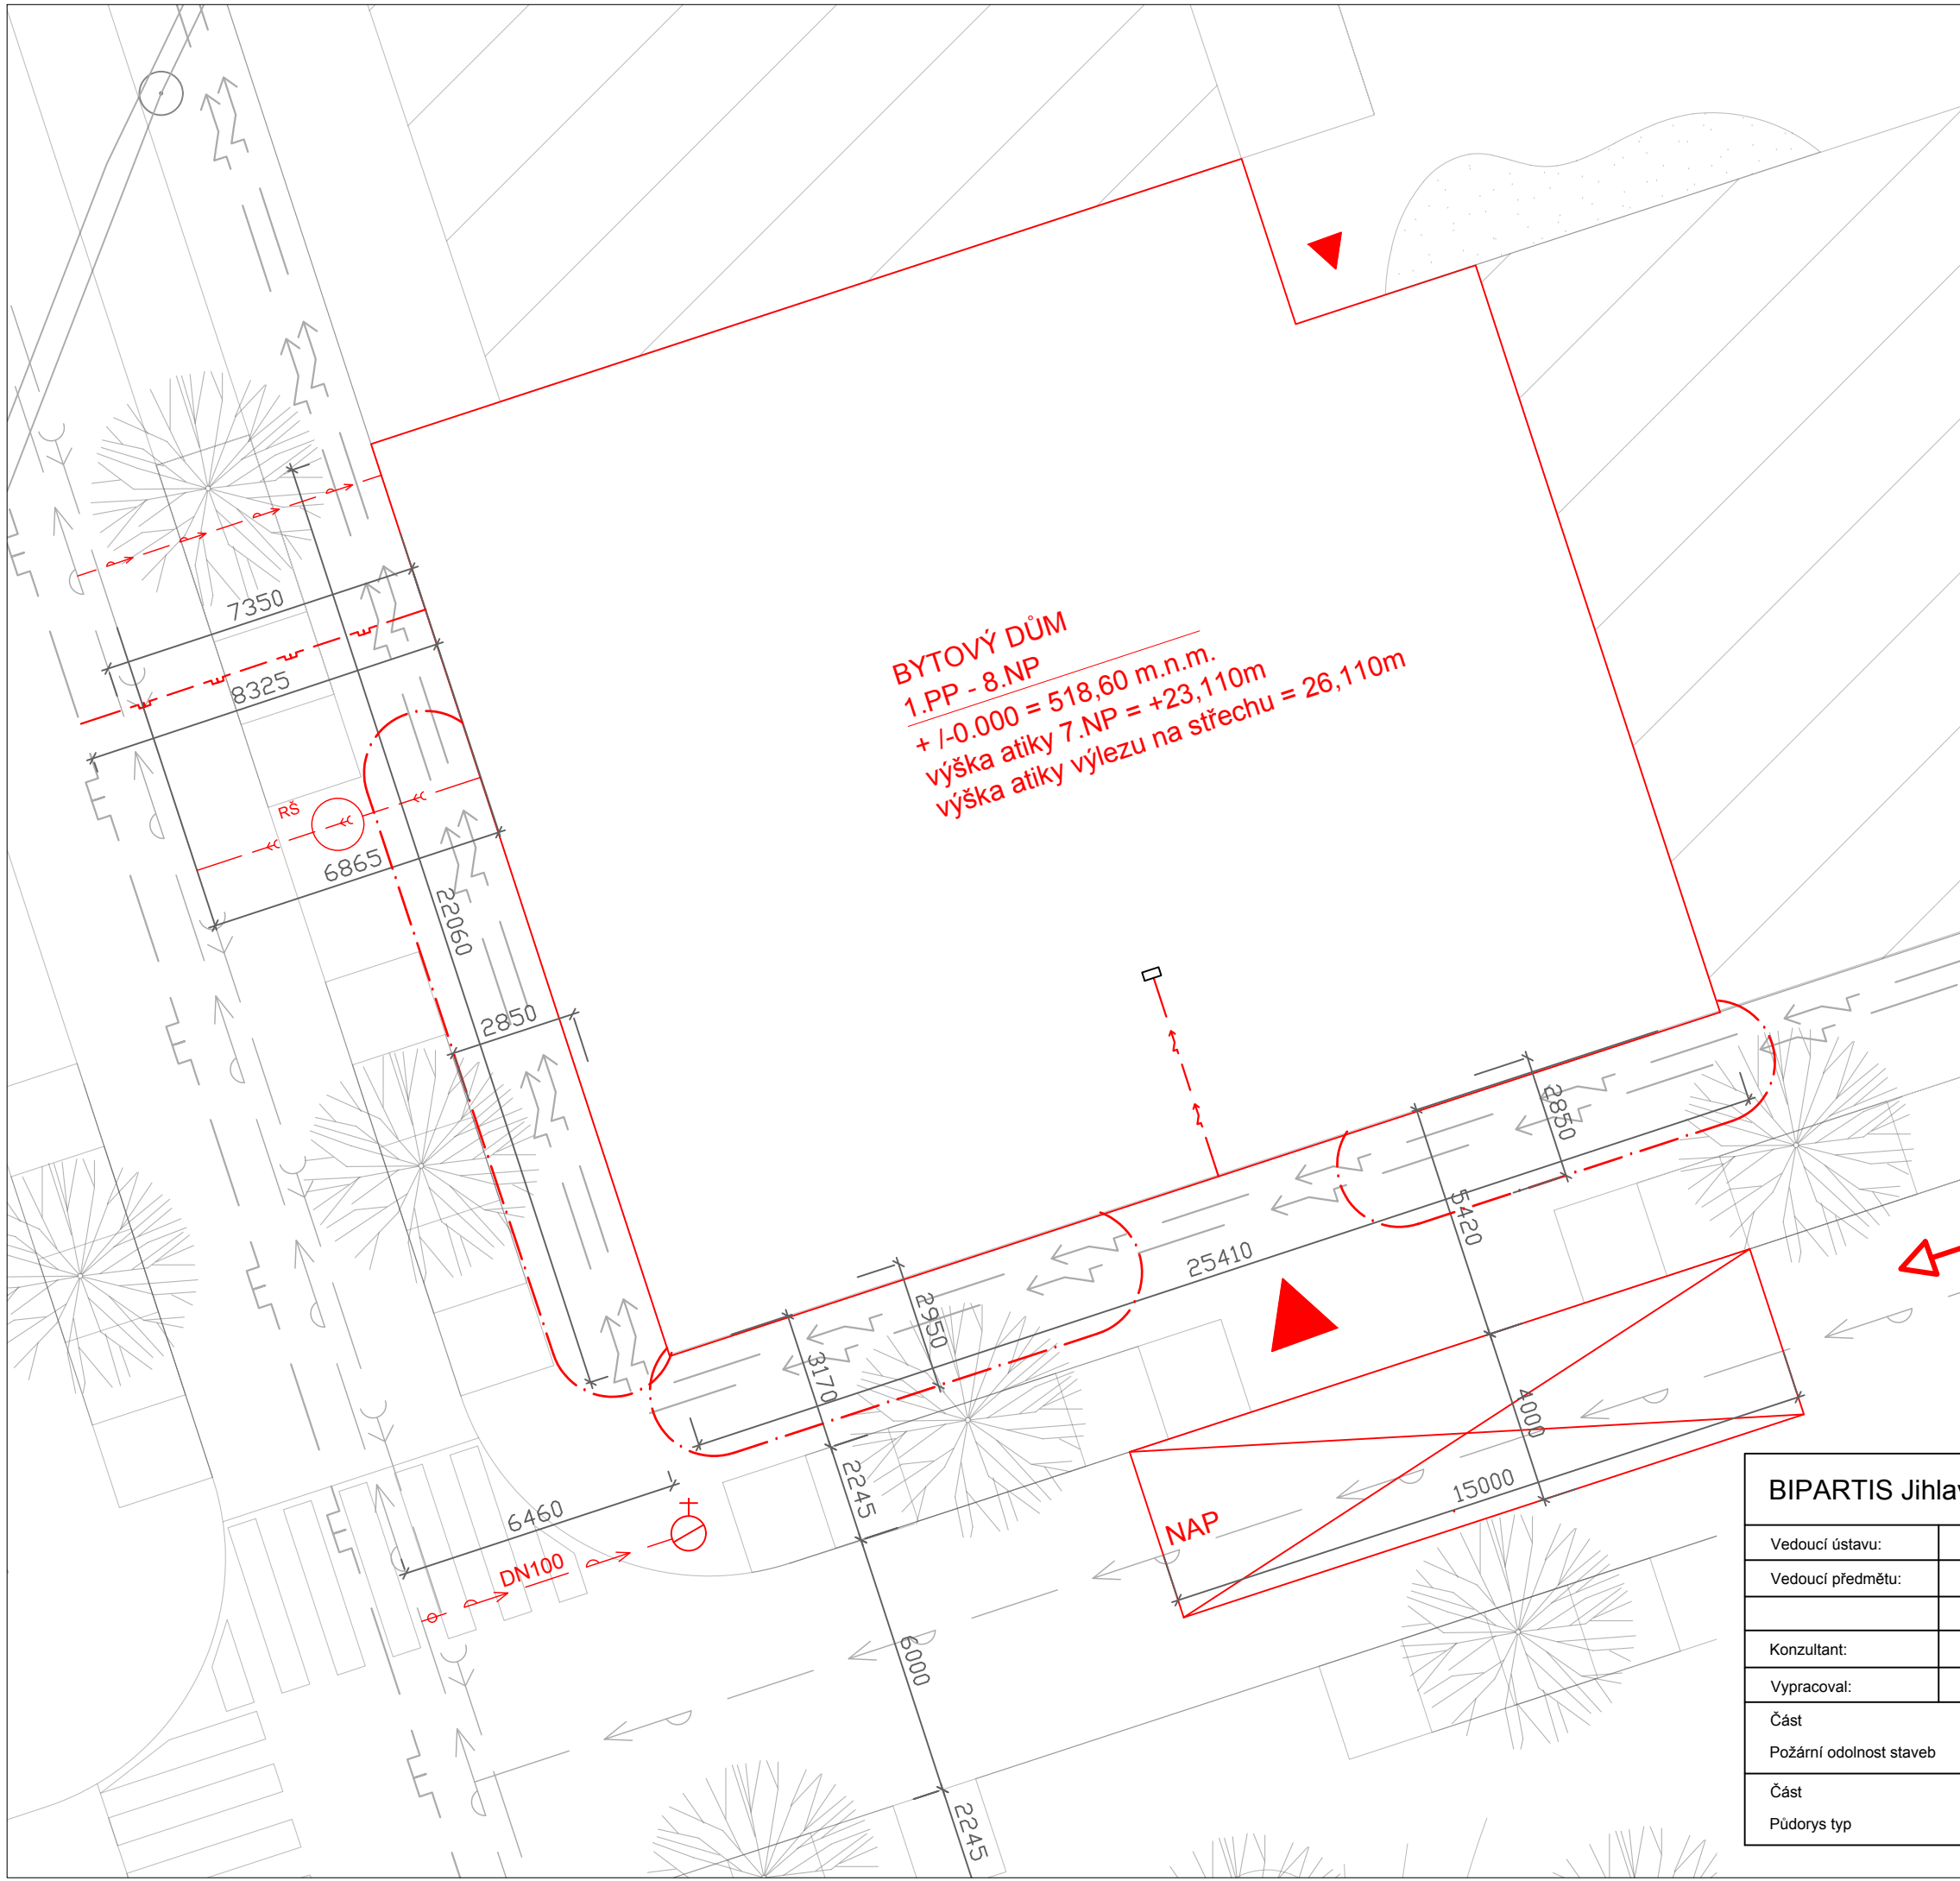 7350
8325
RŠ
6865
22060
2850
BYTOVÝ DŮM
1.PP - 8.NP
+ /-0.000 = 518,60 m.n.m.
výška atiky 7.NP = +23,110m
výška atiky výlezu na střechu = 26,110m
2850
5420
25410
2950
3170
2245
6460
DN100
NAP
15000
4000
6000
2245
BIPARTIS
Vedoucí ústavu:
Vedoucí předmětu:
Konzultant:
Vypracoval:
Část
Požární odolnost staveb
Část
Půdorys typ